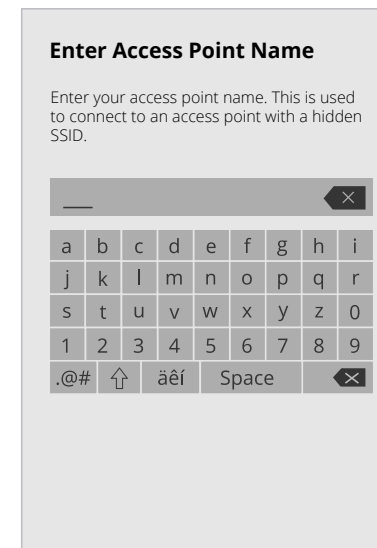 Enter Access Point Name
Enter your access point name. This is used
to connect to an access point with a hidden
SSID.
a b c d e f g h i
j k l m n o p q r
s t u v w x y z 0
1 2 3 4 5 6 7 8 9
.@# äêí Space